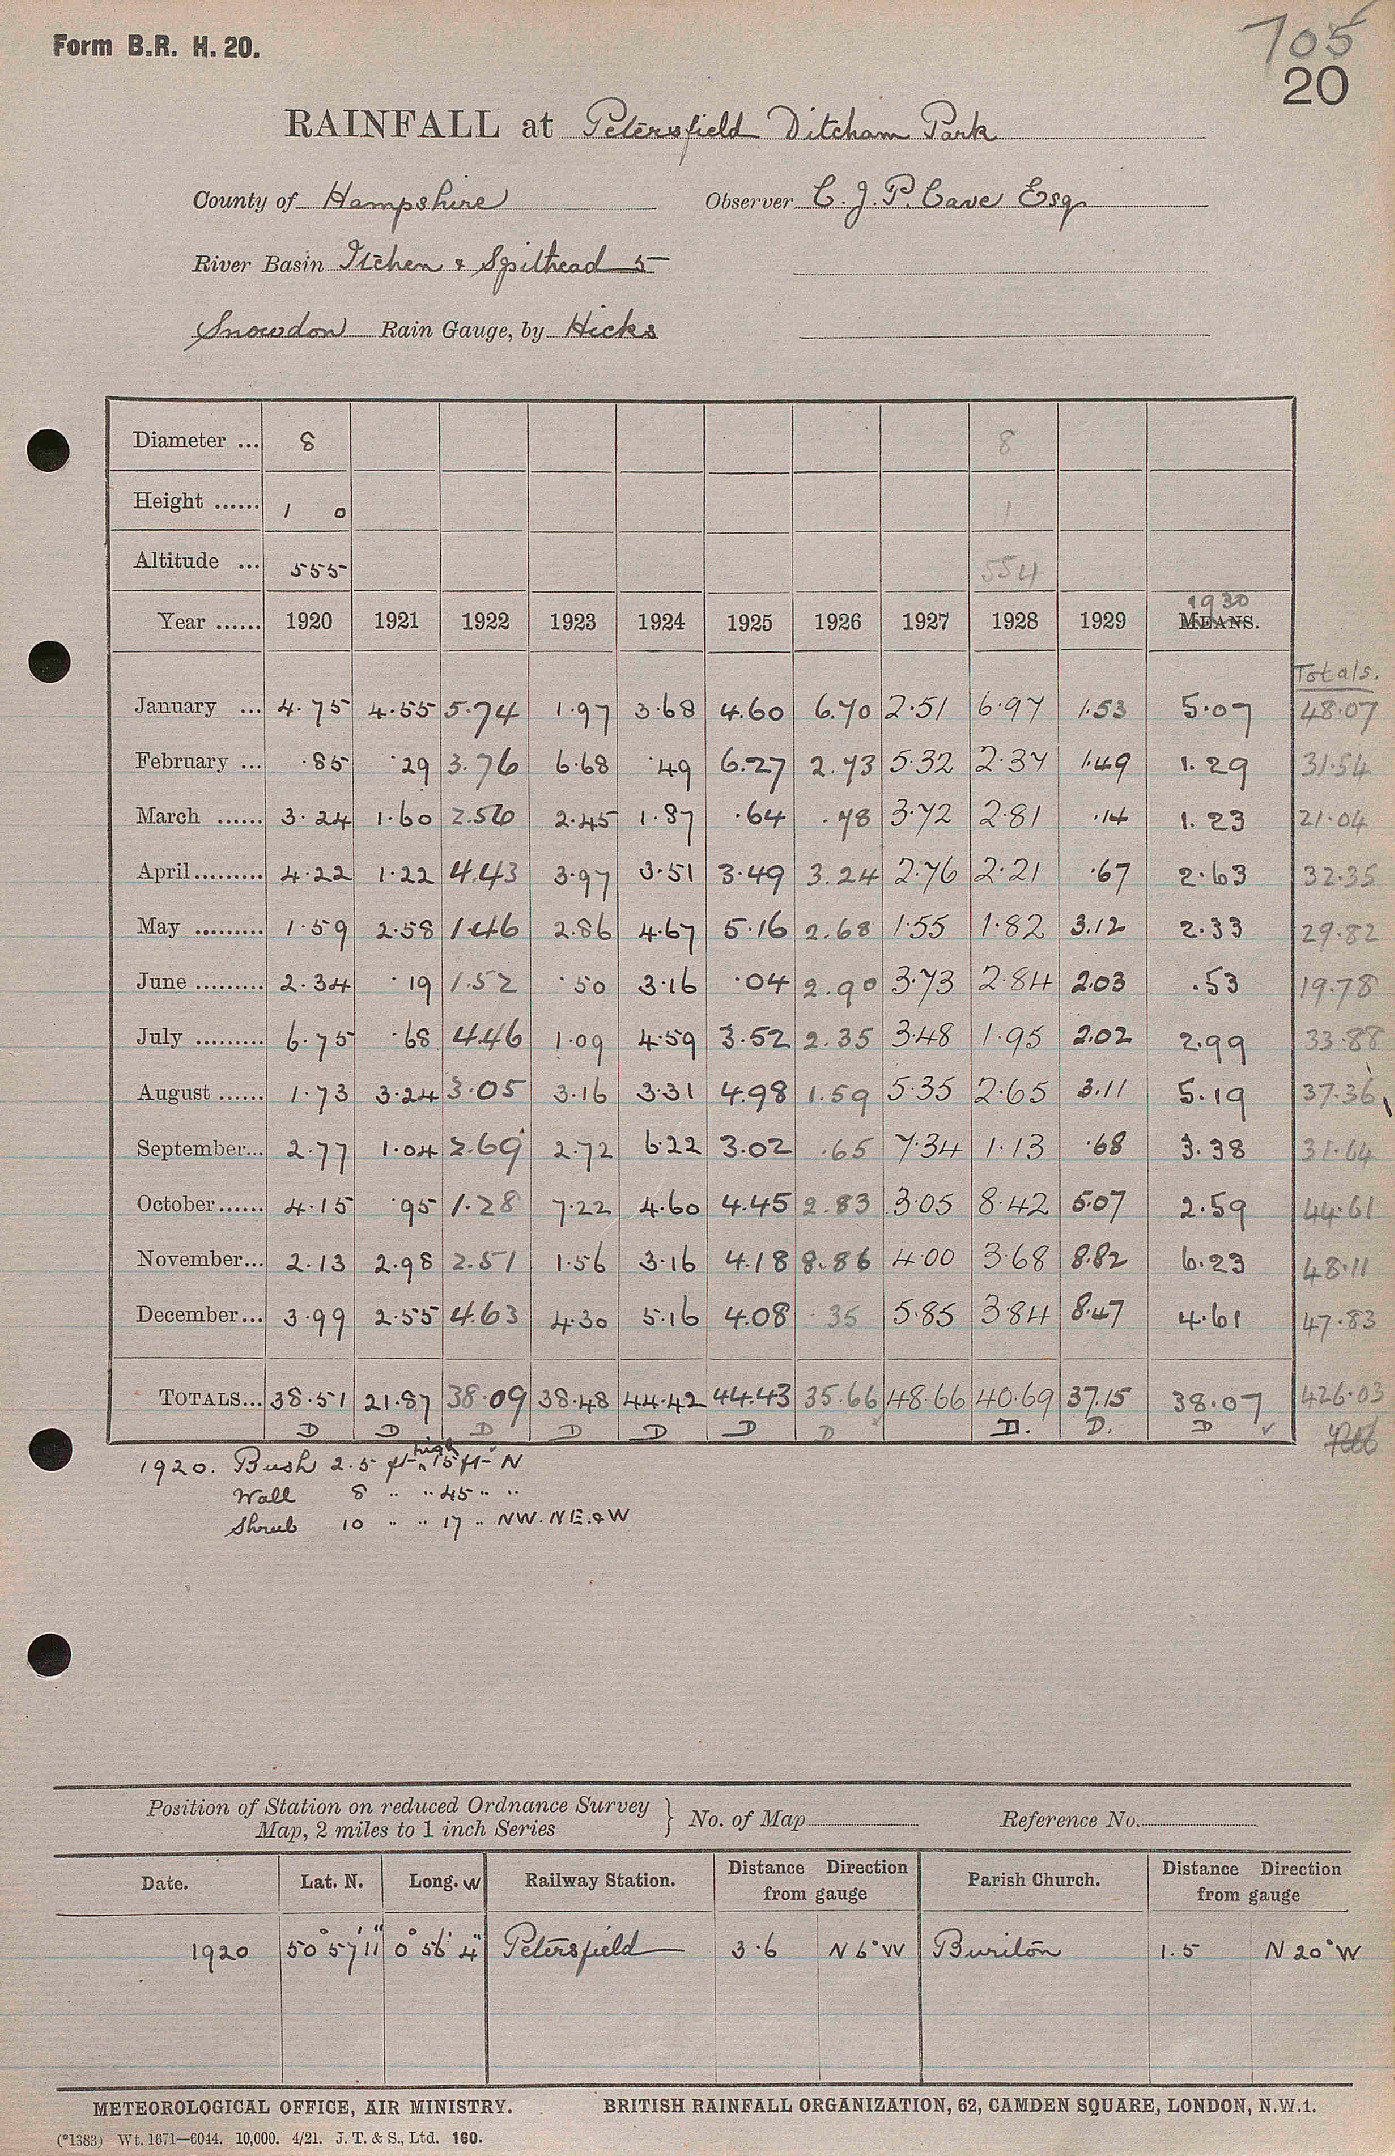 Form B.R. H. 20.
705
20
RAINFALL at Petersfield Ditcham Park
County of Hampshire Observer C. J. P. Cave Esq
River Basin Itchen & Spithead 5
Snowdon Rain Gauge, by Hicks
Diameter ... 8 8
Height ...... 1 0 1
Altitude ... 555 554
Year ...... 1920 1921 1922 1923 1924 1925 1926 1927 1928 1929 1930 MEANS.
Totals.
January ... 4.75 4.55 5.74 1.97 3.68 4.60 6.70 2.51 6.97 1.53 5.07 48.07
February ... .85 .29 3.76 6.68 .49 6.27 2.73 5.32 2.37 1.49 1.29 31.54
March ...... 3.24 1.60 2.56 2.45 1.87 .64 .78 3.72 2.81 .14 1.23 21.04
April......... 4.22 1.22 4.43 3.97 3.51 3.49 3.24 2.76 2.21 .67 2.63 32.35
May ......... 1.59 2.58 1.46 2.86 4.67 5.16 2.68 1.55 1.82 3.12 2.33 29.82
June ......... 2.34 .19 1.52 .50 3.16 .04 2.90 3.73 2.84 2.03 .53 19.78
July ......... 6.75 .68 4.46 1.09 4.59 3.52 2.35 3.48 1.95 2.02 2.99 33.88
August ...... 1.73 3.24 3.05 3.16 3.31 4.98 1.59 5.35 2.65 3.11 5.19 37.36
September... 2.77 1.04 2.69 2.72 6.22 3.02 .65 7.34 1.13 .68 3.38 31.64
October...... 4.15 .95 1.28 7.22 4.60 4.45 2.83 3.05 8.42 5.07 2.59 44.61
November... 2.13 2.98 2.51 1.56 3.16 4.18 8.86 4.00 3.68 8.82 6.23 48.11
December... 3.99 2.55 4.63 4.30 5.16 4.08 .35 5.85 3.84 8.47 4.61 47.83
TOTALS... 38.51 21.87 38.09 38.48 44.42 44.43 35.66 48.66 40.69 37.15 38.07 426.03
D D D D D D D D. D. D
1920. Bush 2.5 ft high 15 ft N
Wall 8 " " 45 " "
Shrub 10 " " 17 " NW. NE. & W
Position of Station on reduced Ordnance Survey
Map, 2 miles to 1 inch Series } No. of Map Reference No.
Date. Lat. N. Long. W Railway Station. Distance Direction from gauge Parish Church. Distance Direction from gauge
1920 50° 57' 11" 0° 56' 4" Petersfield 3.6 N 6° W Buriton 1.5 N 20° W
METEOROLOGICAL OFFICE, AIR MINISTRY. BRITISH RAINFALL ORGANIZATION, 62, CAMDEN SQUARE, LONDON, N.W.1.
(*1383) Wt. 1671—6044. 10,000. 4/21. J. T. & S., Ltd. 160.